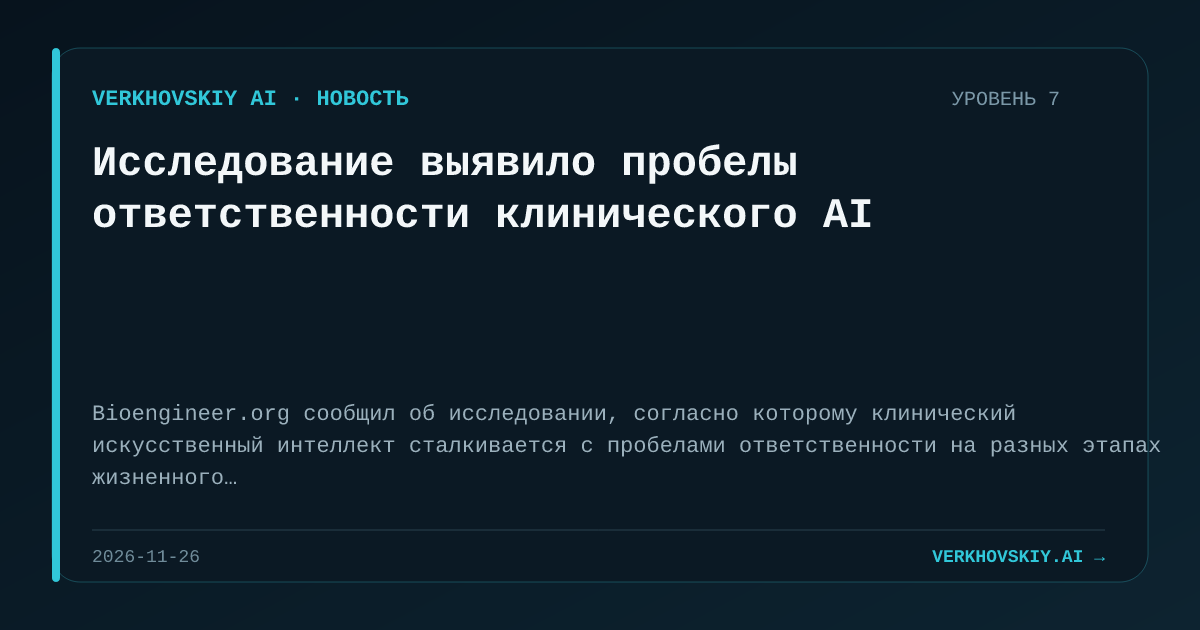 VERKHOVSKIY AI · НОВОСТЬ
УРОВЕНЬ 7
Исследование выявило пробелы
ответственности клинического AI
Bioengineer.org сообщил об исследовании, согласно которому клинический
искусственный интеллект сталкивается с пробелами ответственности на разных этапах
жизненного…
2026-11-26
VERKHOVSKIY.AI →